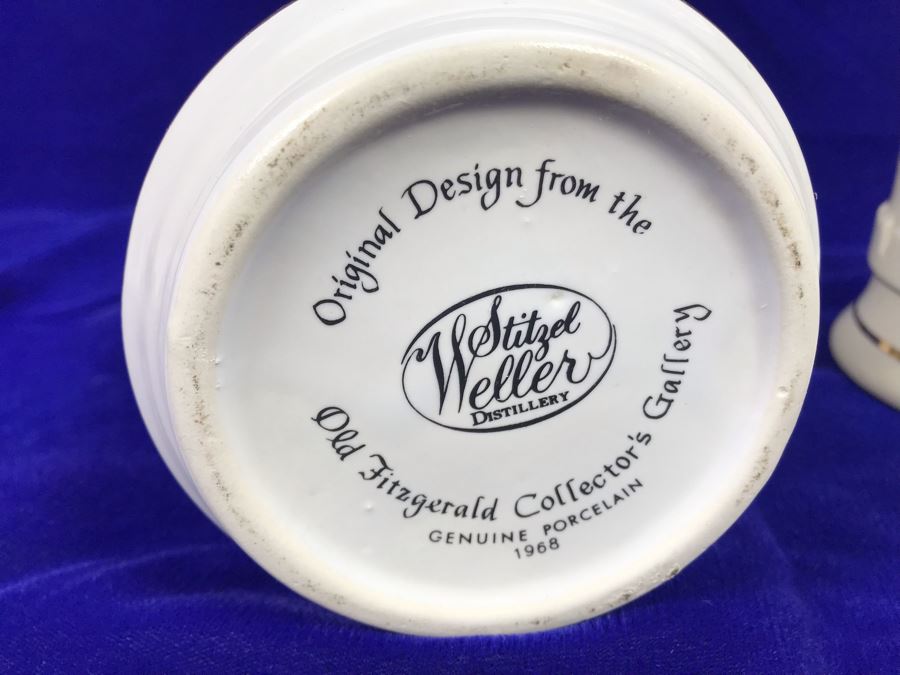 Original Design from the
Stitzel
Weller
DISTILLERY
Old Fitzgerald Collector's Gallery
GENUINE PORCELAIN
1968